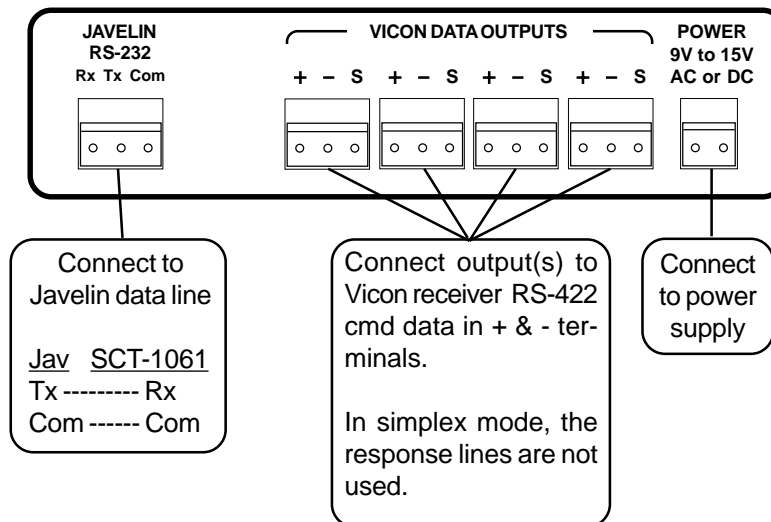 JAVELIN
RS-232
Rx Tx Com
VICON DATA OUTPUTS
+ – S + – S + – S + – S
POWER
9V to 15V
AC or DC
Connect to
Javelin data line
Jav SCT-1061
Tx --------- Rx
Com ------ Com
Connect output(s) to
Vicon receiver RS-422
cmd data in + & - ter-
minals.
In simplex mode, the
response lines are not
used.
Connect
to power
supply